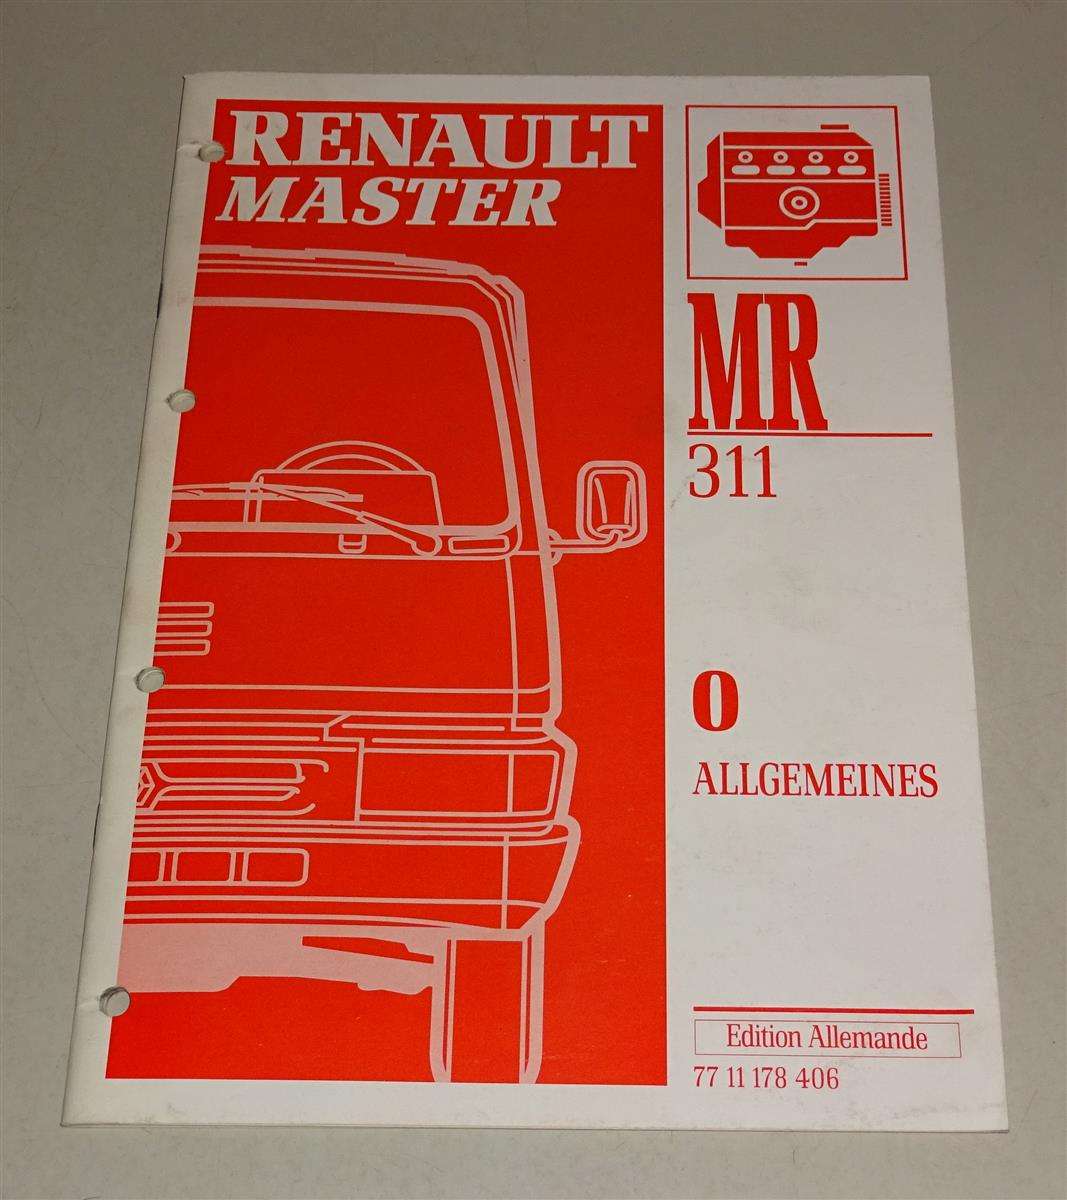 RENAULT
MASTER
MR
311
0
ALLGEMEINES
Edition Allemande
77 11 178 406